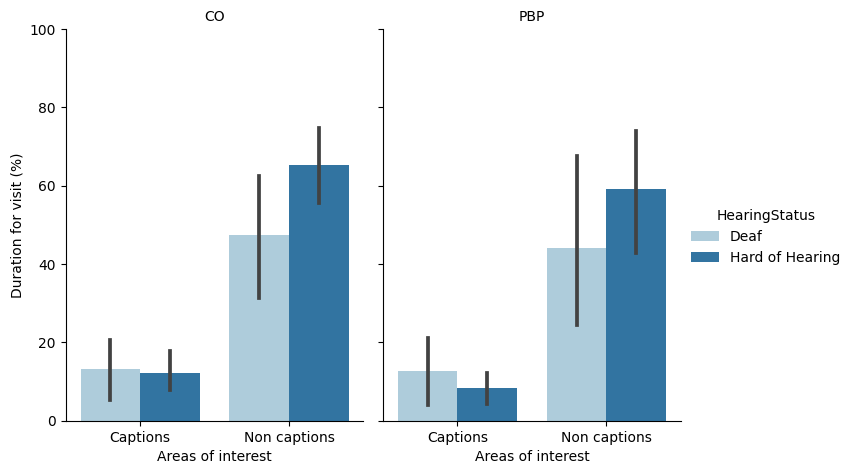 CO
PBP
100
80
60
40
20
0
Duration for visit (%)
Captions
Non captions
Areas of interest
Captions
Non captions
Areas of interest
HearingStatus
Deaf
Hard of Hearing